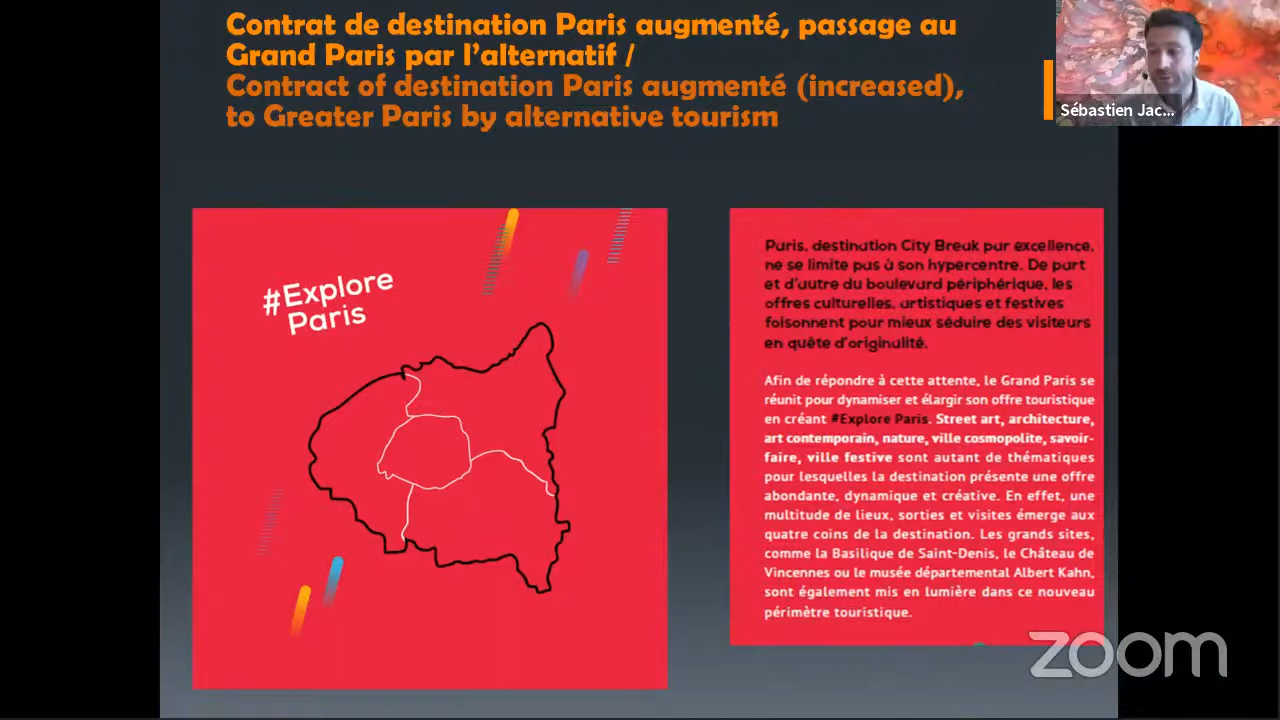 Contrat de destination Paris augmenté, passage au
Grand Paris par l'alternatif /
Contract of destination Paris augmenté (increased),
to Greater Paris by alternative tourism
Sébastien Jac...
#Explore
Paris
Paris, destination City Break par excellence,
ne se limite pas à son hypercentre. De part
et d'autre du boulevard périphérique, les
offres culturelles, artistiques et festives
foisonnent pour mieux séduire des visiteurs
en quête d'originalité.
Afin de répondre à cette attente, le Grand Paris se
réunit pour dynamiser et élargir son offre touristique
en créant #Explore Paris. Street art, architecture,
art contemporain, nature, ville cosmopolite, savoir-
faire, ville festive sont autant de thématiques
pour lesquelles la destination présente une offre
abondante, dynamique et créative. En effet, une
multitude de lieux, sorties et visites émerge aux
quatre coins de la destination. Les grands sites,
comme la Basilique de Saint-Denis, le Château de
Vincennes ou le musée départemental Albert Kahn,
sont également mis en lumière dans ce nouveau
périmètre touristique.
zoom